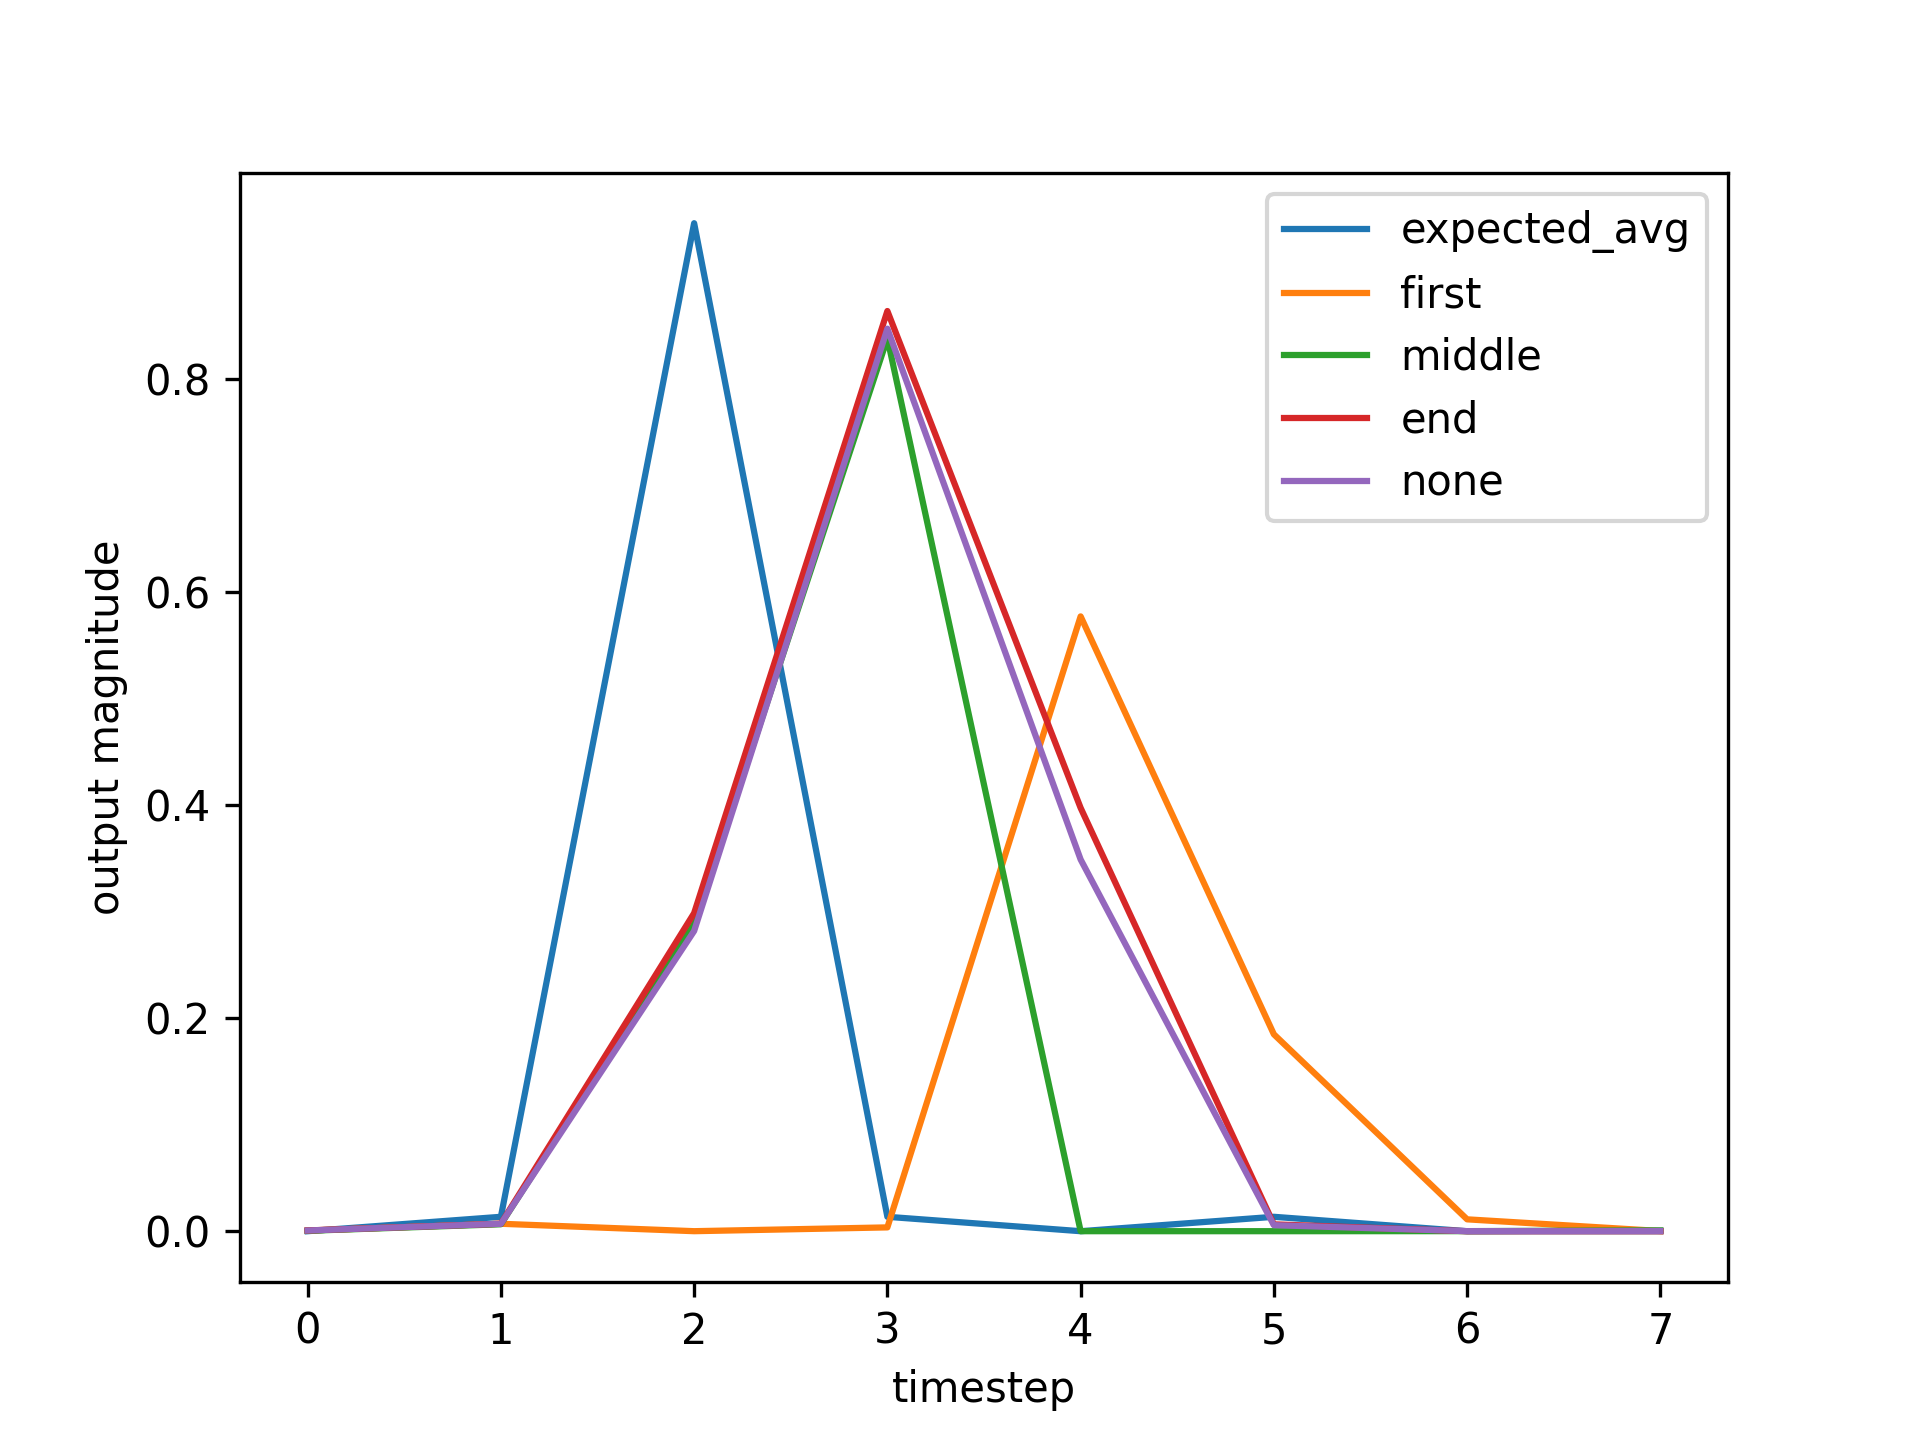 expected_avg
first
middle
end
none
0.8
0.6
0.4
0.2
0.0
output magnitude
0 1 2 3 4 5 6 7
timestep